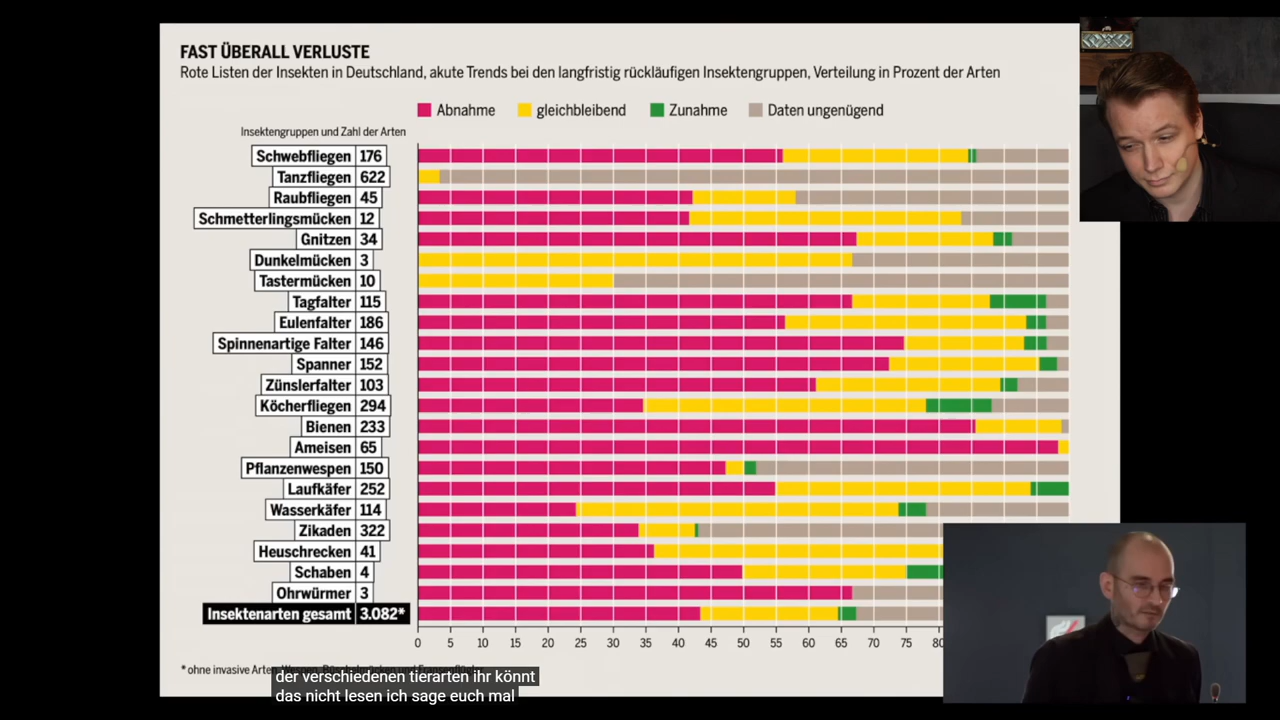 FAST ÜBERALL VERLUSTE
Rote Listen der Insekten in Deutschland, akute Trends bei den langfristig rückläufigen Insektengruppen, Verteilung in Prozent der Arten
Abnahme gleichbleibend Zunahme Daten ungenügend
Insektengruppen und Zahl der Arten
Schwebfliegen 176
Tanzfliegen 622
Raubfliegen 45
Schmetterlingsmücken 12
Gnitzen 34
Dunkelmücken 3
Tastermücken 10
Tagfalter 115
Eulenfalter 186
Spinnenartige Falter 146
Spanner 152
Zünslerfalter 103
Köcherfliegen 294
Bienen 233
Ameisen 65
Pflanzenwespen 150
Laufkäfer 252
Wasserkäfer 114
Zikaden 322
Heuschrecken 41
Schaben 4
Ohrwürmer 3
Insektenarten gesamt 3.082*
0 5 10 15 20 25 30 35 40 45 50 55 60 65 70 75 80
* ohne invasive Arten,
der verschiedenen tierarten ihr könnt
das nicht lesen ich sage euch mal